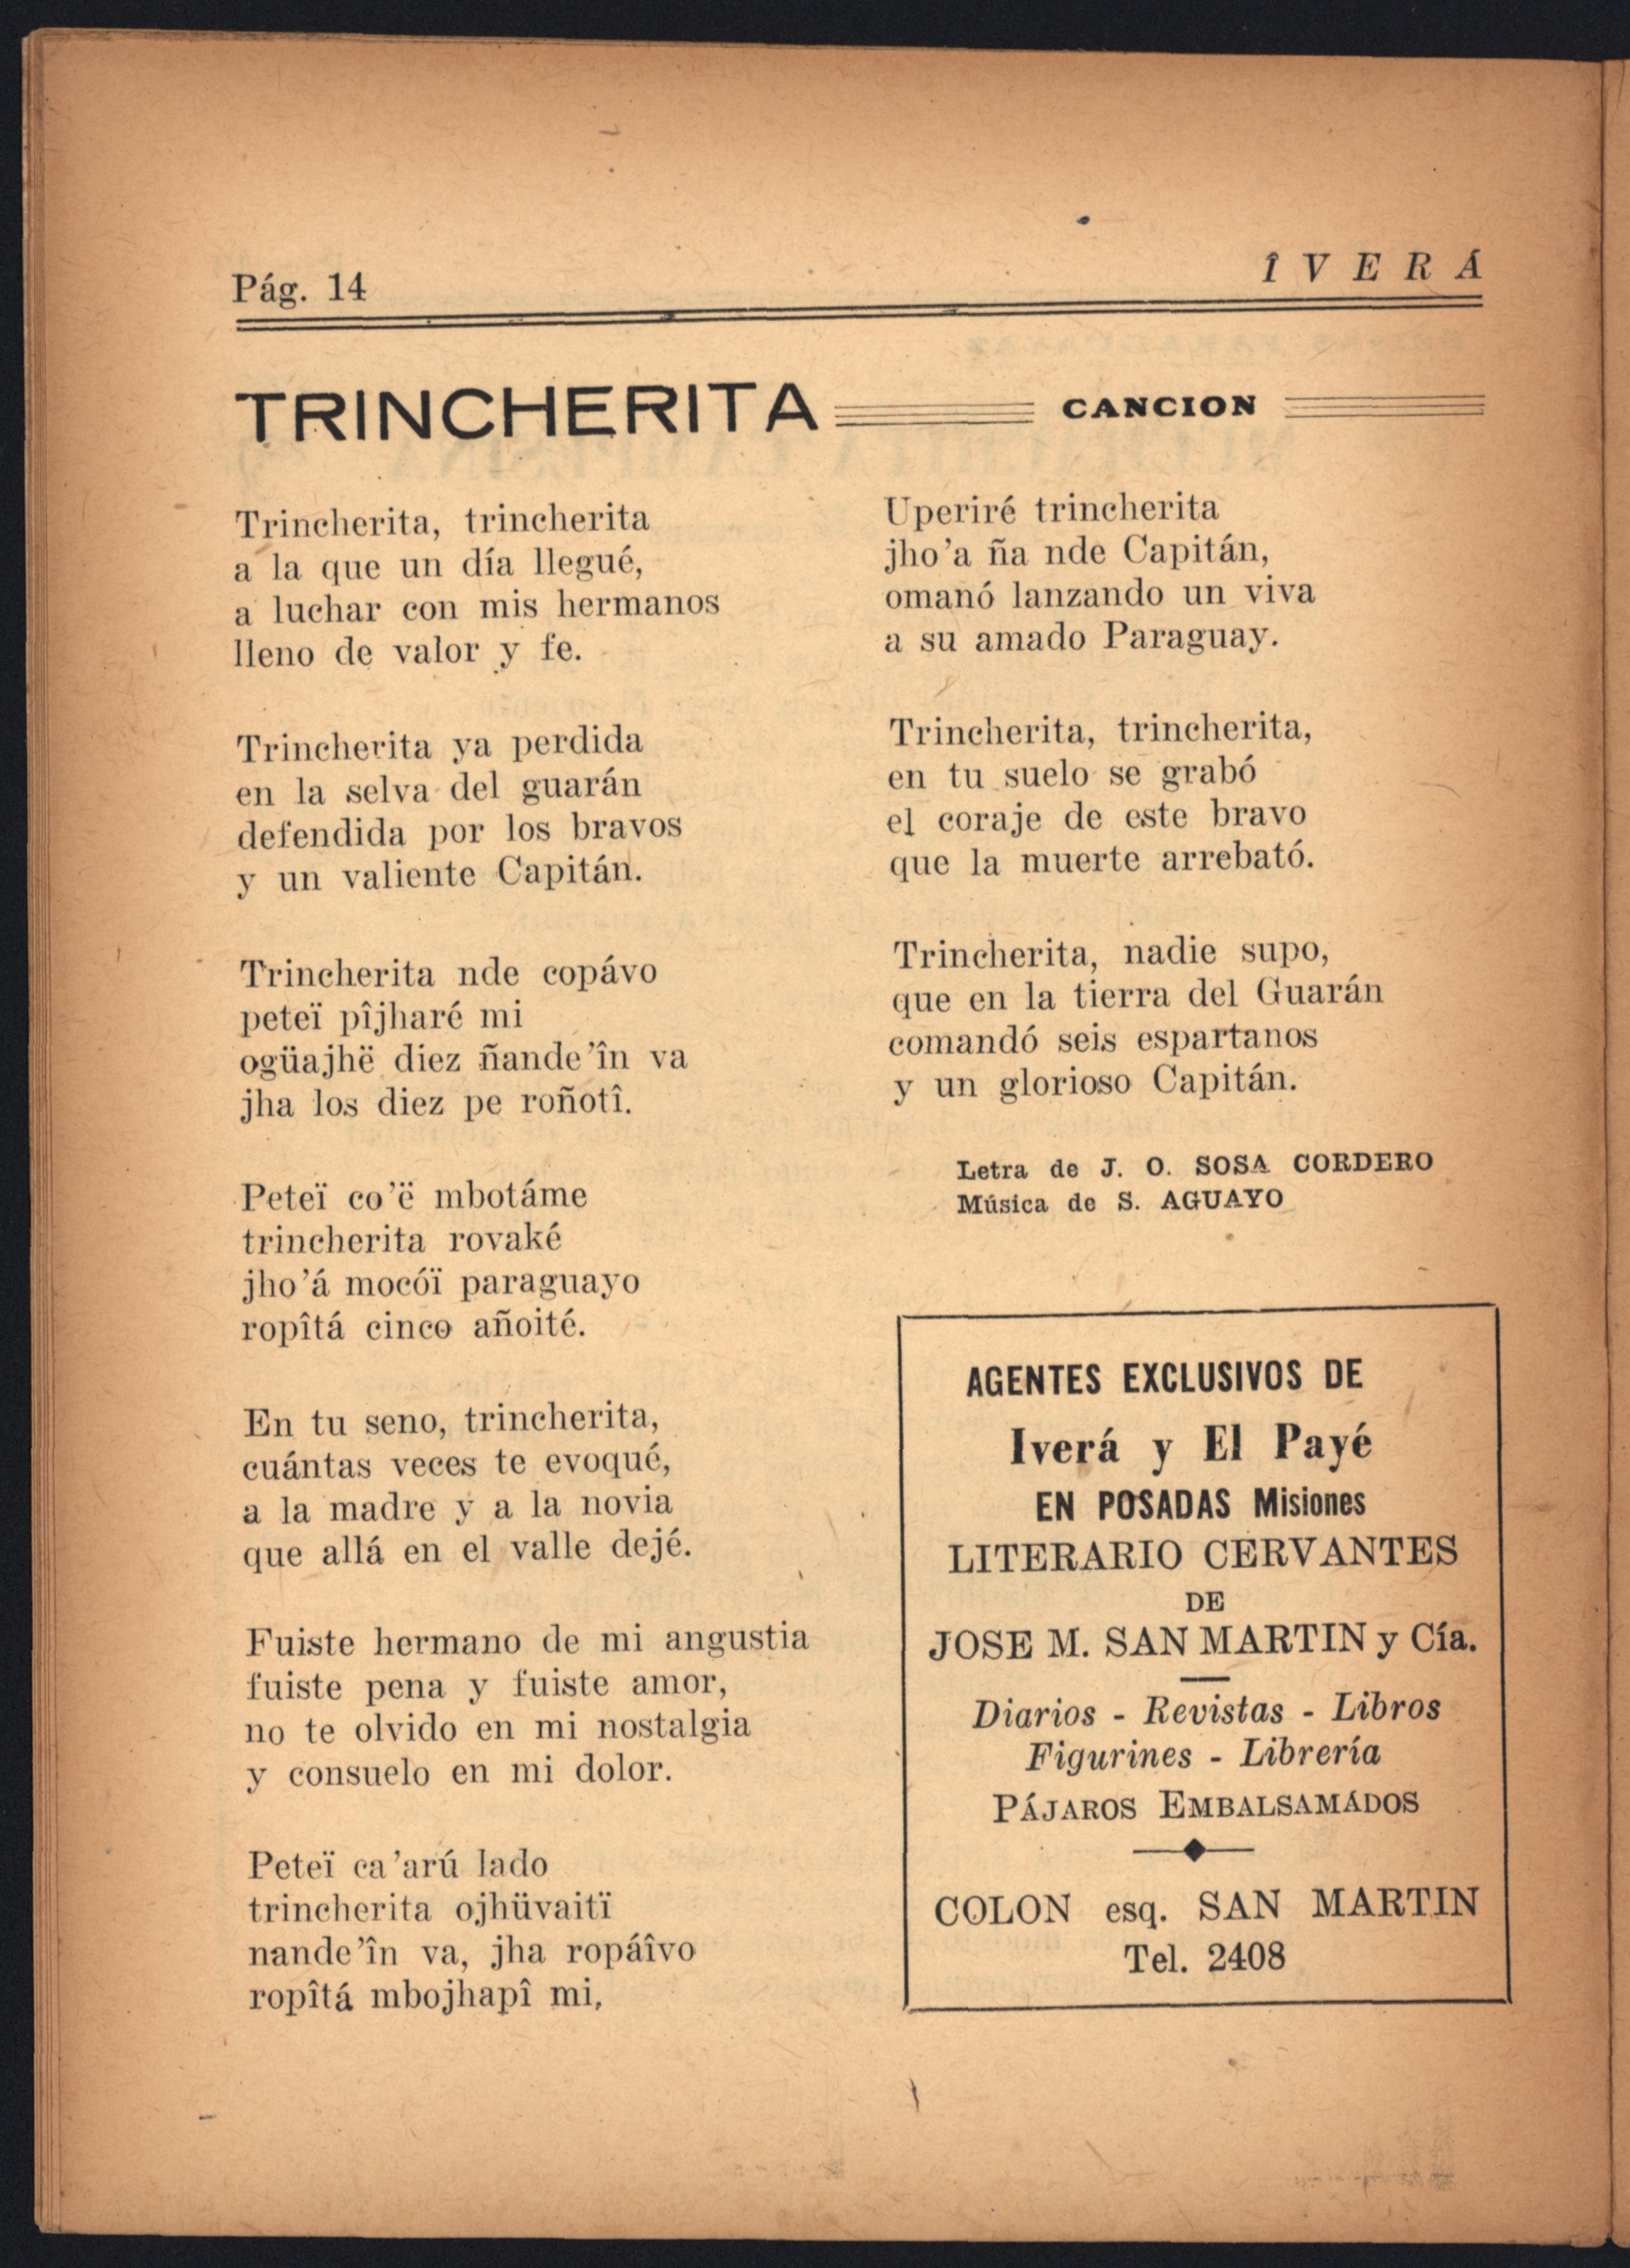 Pág. 14
Î V E R Á
TRINCHERITA
CANCION
Trincherita, trincherita
a la que un día llegué,
a luchar con mis hermanos
lleno de valor y fe.
Trincherita ya perdida
en la selva del guarán
defendida por los bravos
y un valiente Capitán.
Trincherita nde copávo
peteï pîjharé mi
ogüajhë diez ñande'în va
jha los diez pe roñotî.
Peteï co'ë mbotáme
trincherita rovaké
jho'á mocóï paraguayo
ropîtá cinco añoité.
En tu seno, trincherita,
cuántas veces te evoqué,
a la madre y a la novia
que allá en el valle dejé.
Fuiste hermano de mi angustia
fuiste pena y fuiste amor,
no te olvido en mi nostalgia
y consuelo en mi dolor.
Peteï ca'arú lado
trincherita ojhüvaitï
nande'în va, jha ropáîvo
ropîtá mbojhapî mi,
Uperiré trincherita
jho'a ña nde Capitán,
omanó lanzando un viva
a su amado Paraguay.
Trincherita, trincherita,
en tu suelo se grabó
el coraje de este bravo
que la muerte arrebató.
Trincherita, nadie supo,
que en la tierra del Guarán
comandó seis espartanos
y un glorioso Capitán.
Letra de J. O. SOSA CORDERO
Música de S. AGUAYO
AGENTES EXCLUSIVOS DE
Iverá y El Payé
EN POSADAS Misiones
LITERARIO CERVANTES
DE
JOSE M. SAN MARTIN y Cía.
Diarios - Revistas - Libros
Figurines - Librería
PÁJAROS EMBALSAMADOS
COLON esq. SAN MARTIN
Tel. 2408